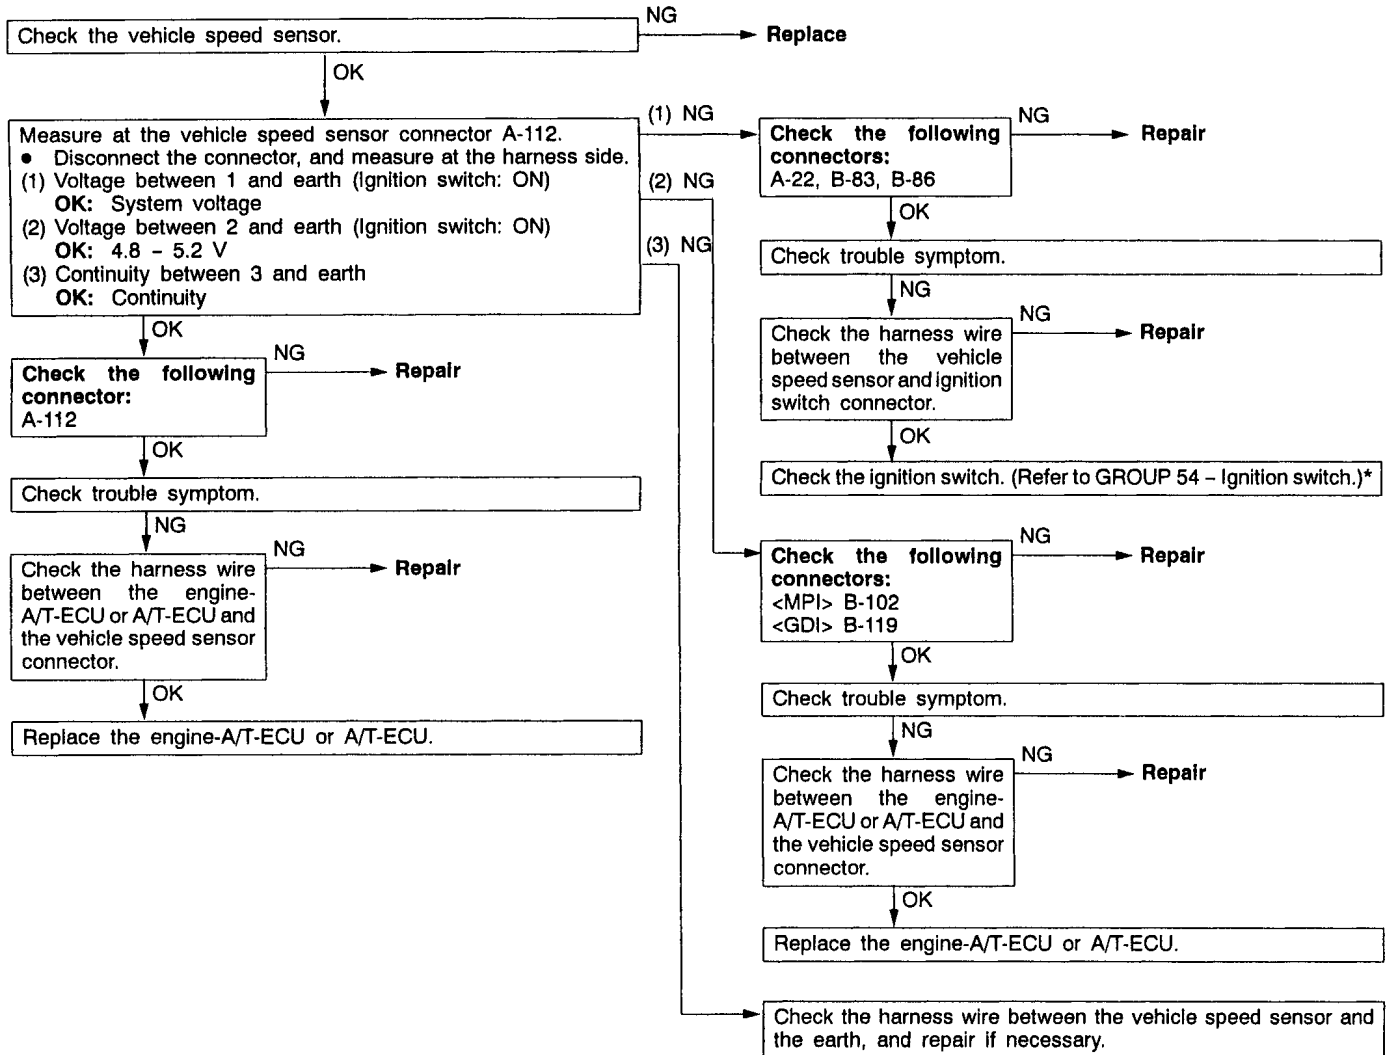 Check the vehicle speed sensor.
NG
Replace
OK
Measure at the vehicle speed sensor connector A-112.
● Disconnect the connector, and measure at the harness side.
(1) Voltage between 1 and earth (Ignition switch: ON)
OK: System voltage
(2) Voltage between 2 and earth (Ignition switch: ON)
OK: 4.8 – 5.2 V
(3) Continuity between 3 and earth
OK: Continuity
(1) NG
(2) NG
(3) NG
OK
Check the following
connector:
A-112
NG
Repair
OK
Check trouble symptom.
NG
Check the harness wire
between the engine-
A/T-ECU or A/T-ECU and
the vehicle speed sensor
connector.
NG
Repair
OK
Replace the engine-A/T-ECU or A/T-ECU.
Check the following
connectors:
A-22, B-83, B-86
NG
Repair
OK
Check trouble symptom.
NG
Check the harness wire
between the vehicle
speed sensor and ignition
switch connector.
NG
Repair
OK
Check the ignition switch. (Refer to GROUP 54 – Ignition switch.)*
Check the following
connectors:
<MPI> B-102
<GDI> B-119
NG
Repair
OK
Check trouble symptom.
NG
Check the harness wire
between the engine-
A/T-ECU or A/T-ECU and
the vehicle speed sensor
connector.
NG
Repair
OK
Replace the engine-A/T-ECU or A/T-ECU.
Check the harness wire between the vehicle speed sensor and
the earth, and repair if necessary.